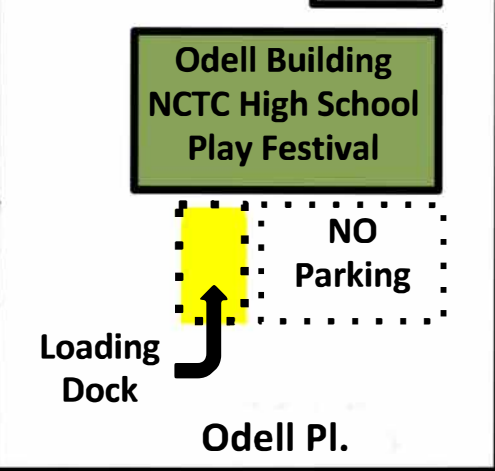 Odell Building
NCTC High School
Play Festival
NO
Parking
Loading
Dock
Odell Pl.